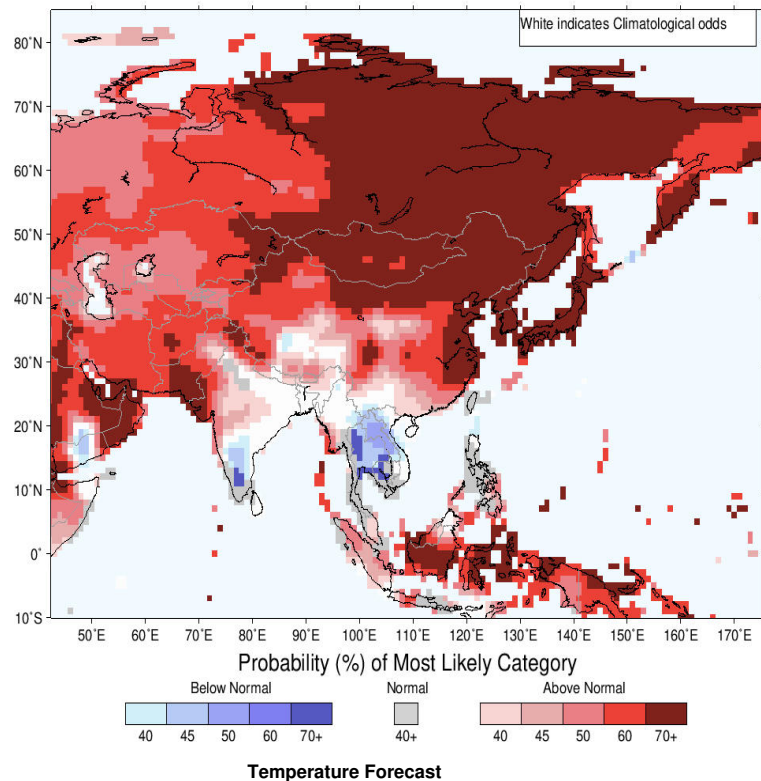 White indicates Climatological odds
80˚N
70˚N
60˚N
50˚N
40˚N
30˚N
20˚N
10˚N
0˚
10˚S
50˚E 60˚E 70˚E 80˚E 90˚E 100˚E 110˚E 120˚E 130˚E 140˚E 150˚E 160˚E 170˚E
Probability (%) of Most Likely Category
Below Normal Normal Above Normal
40 45 50 60 70+ 40+ 40 45 50 60 70+
Temperature Forecast